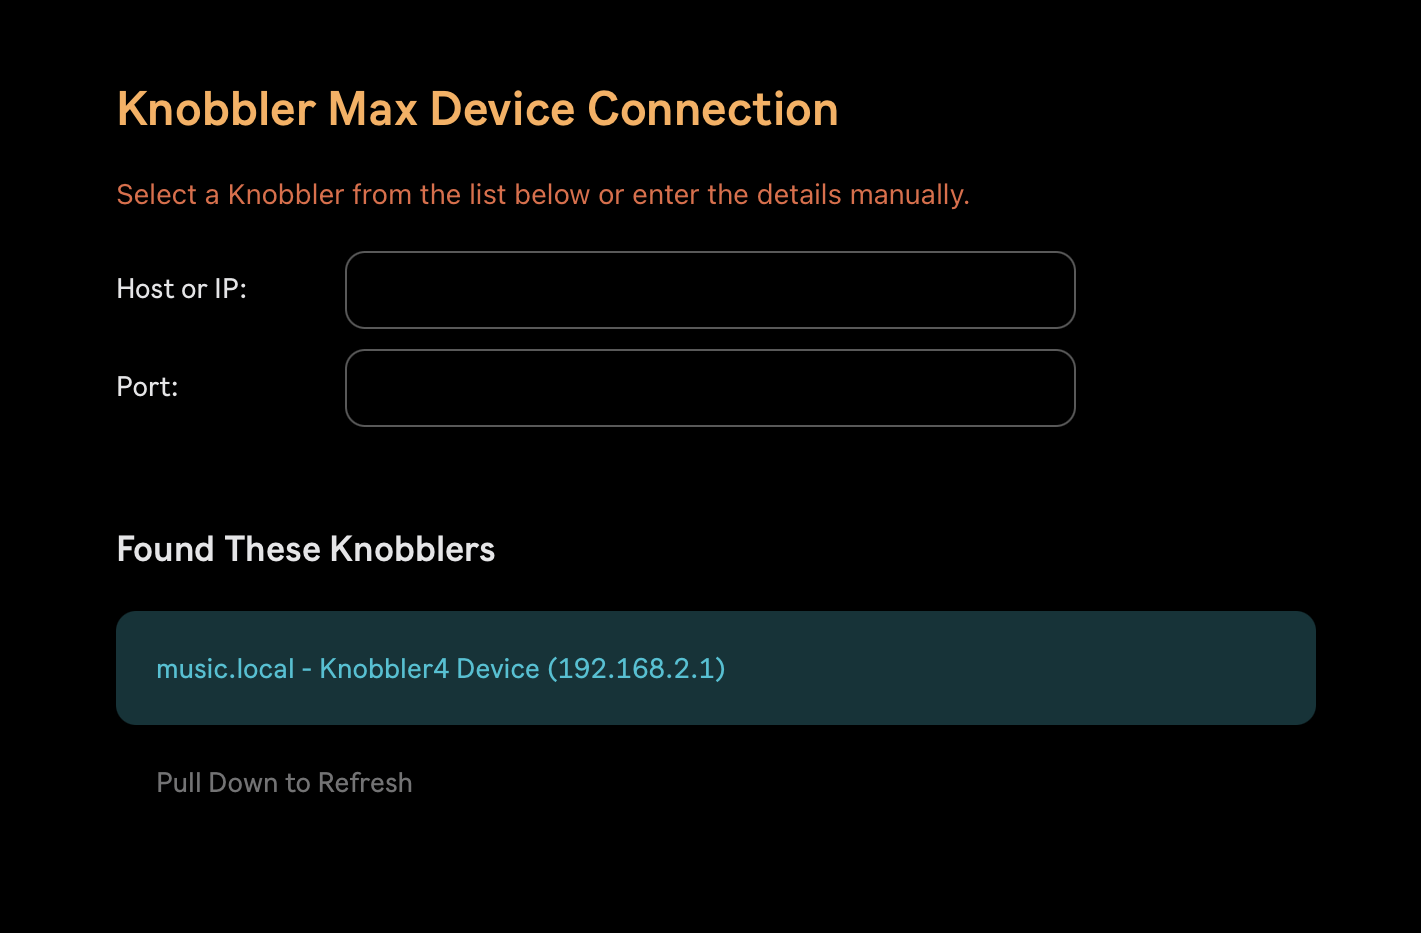 Knobbler Max Device Connection
Select a Knobbler from the list below or enter the details manually.
Host or IP:
Port:
Found These Knobblers
music.local - Knobbler4 Device (192.168.2.1)
Pull Down to Refresh